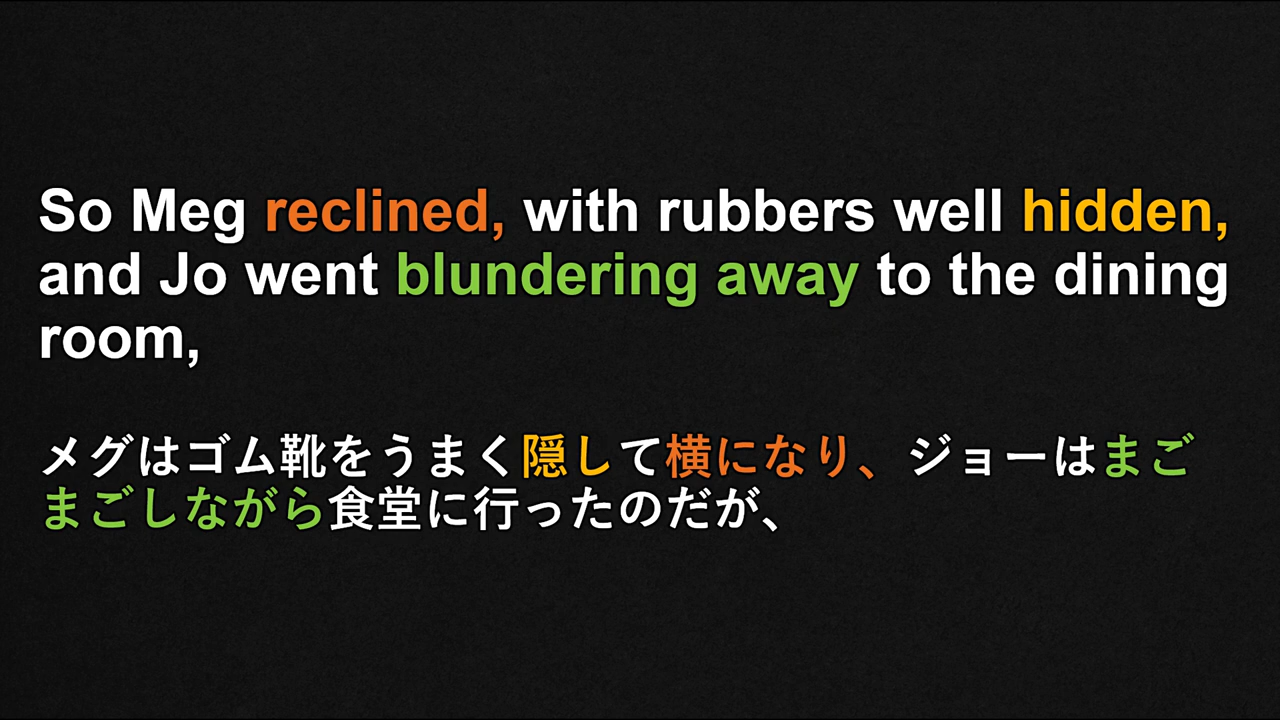 So Meg reclined, with rubbers well hidden,
and Jo went blundering away to the dining
room,
メグはゴム靴をうまく隠して横になり、ジョーはまご
まごしながら食堂に行ったのだが、